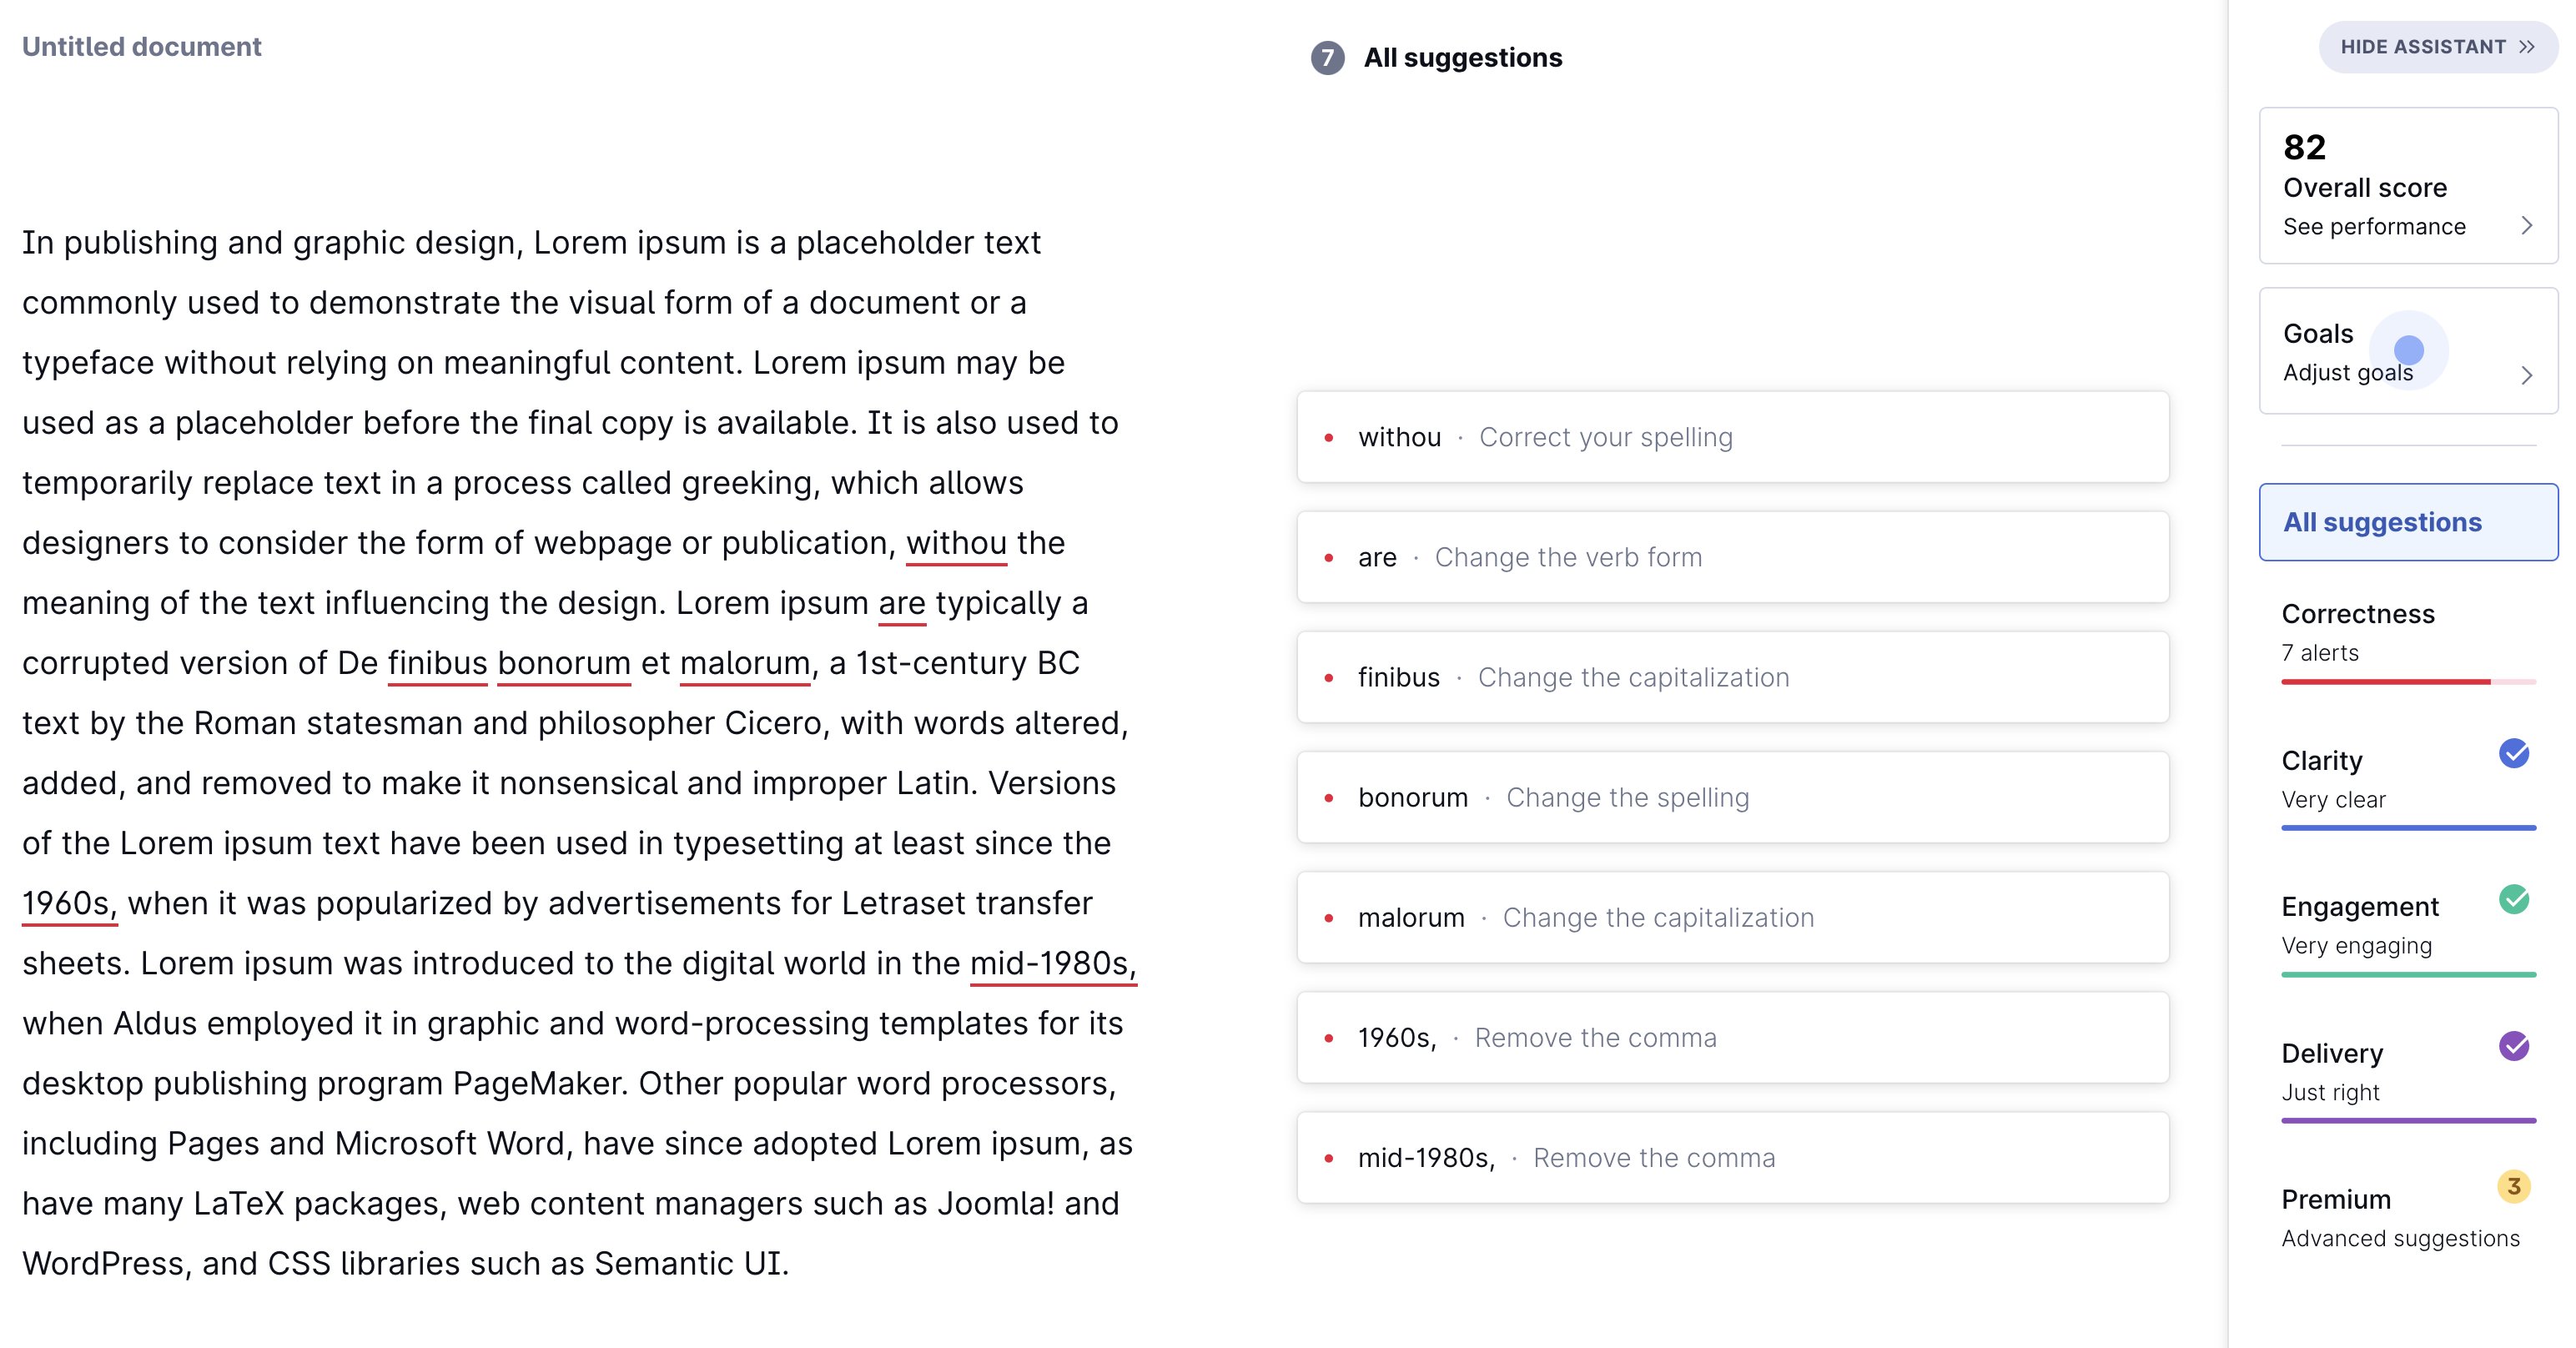 Untitled document
In publishing and graphic design, Lorem ipsum is a placeholder text
commonly used to demonstrate the visual form of a document or a
typeface without relying on meaningful content. Lorem ipsum may be
used as a placeholder before the final copy is available. It is also used to
temporarily replace text in a process called greeking, which allows
designers to consider the form of webpage or publication, withou the
meaning of the text influencing the design. Lorem ipsum are typically a
corrupted version of De finibus bonorum et malorum, a 1st-century BC
text by the Roman statesman and philosopher Cicero, with words altered,
added, and removed to make it nonsensical and improper Latin. Versions
of the Lorem ipsum text have been used in typesetting at least since the
1960s, when it was popularized by advertisements for Letraset transfer
sheets. Lorem ipsum was introduced to the digital world in the mid-1980s,
when Aldus employed it in graphic and word-processing templates for its
desktop publishing program PageMaker. Other popular word processors,
including Pages and Microsoft Word, have since adopted Lorem ipsum, as
have many LaTeX packages, web content managers such as Joomla! and
WordPress, and CSS libraries such as Semantic UI.
7 All suggestions
withou · Correct your spelling
are · Change the verb form
finibus · Change the capitalization
bonorum · Change the spelling
malorum · Change the capitalization
1960s, · Remove the comma
mid-1980s, · Remove the comma
HIDE ASSISTANT
82
Overall score
See performance
Goals
Adjust goals
All suggestions
Correctness
7 alerts
Clarity
Very clear
Engagement
Very engaging
Delivery
Just right
Premium 3
Advanced suggestions